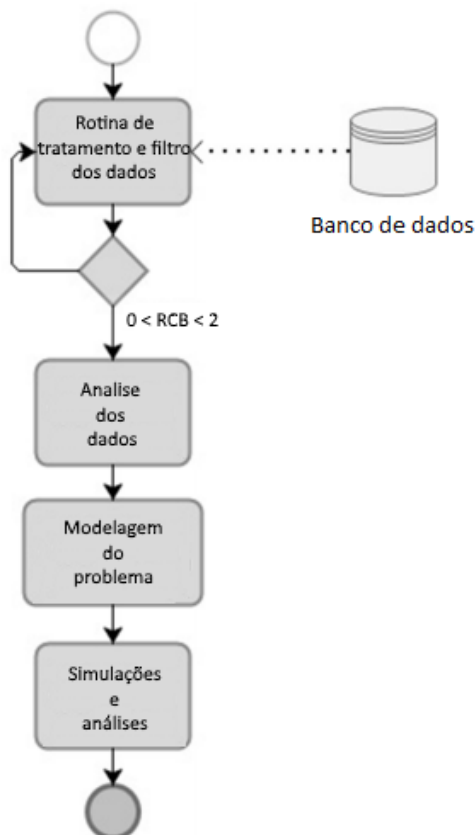 Rotina de
tratamento e filtro
dos dados
Banco de dados
0 < RCB < 2
Analise
dos
dados
Modelagem
do
problema
Simulações
e
análises